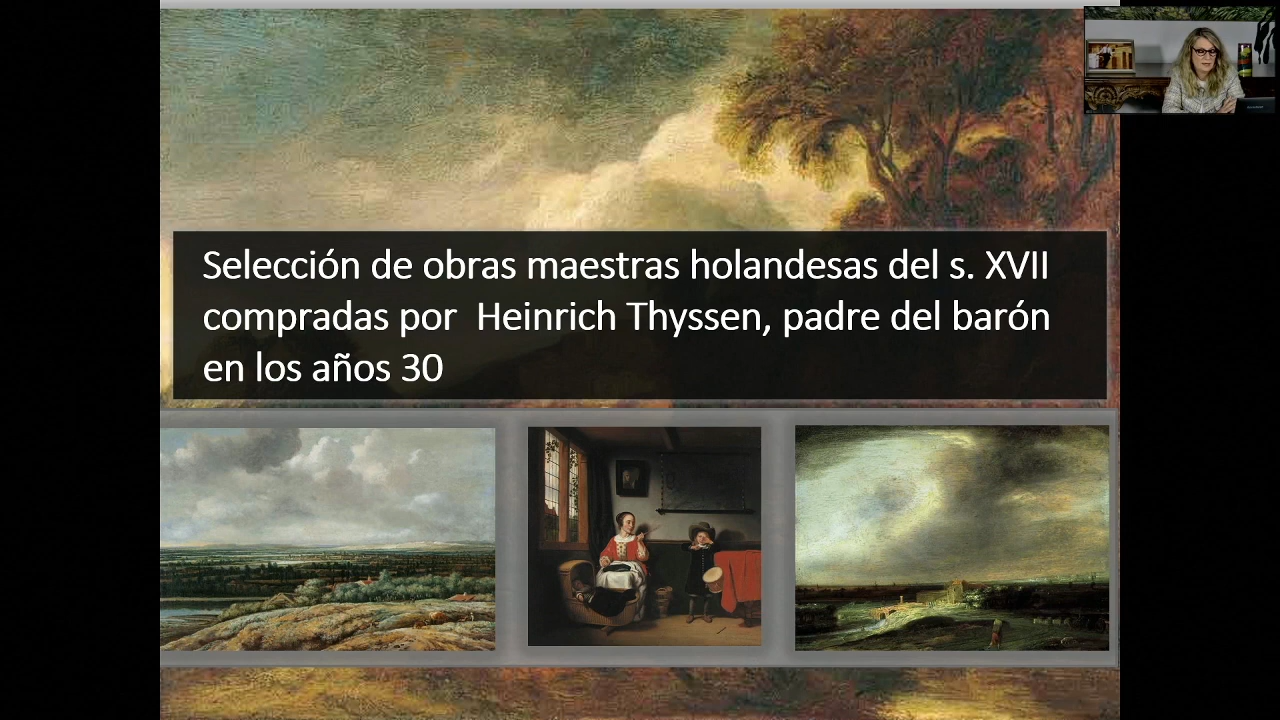 Selección de obras maestras holandesas del s. XVII
compradas por  Heinrich Thyssen, padre del barón
en los años 30